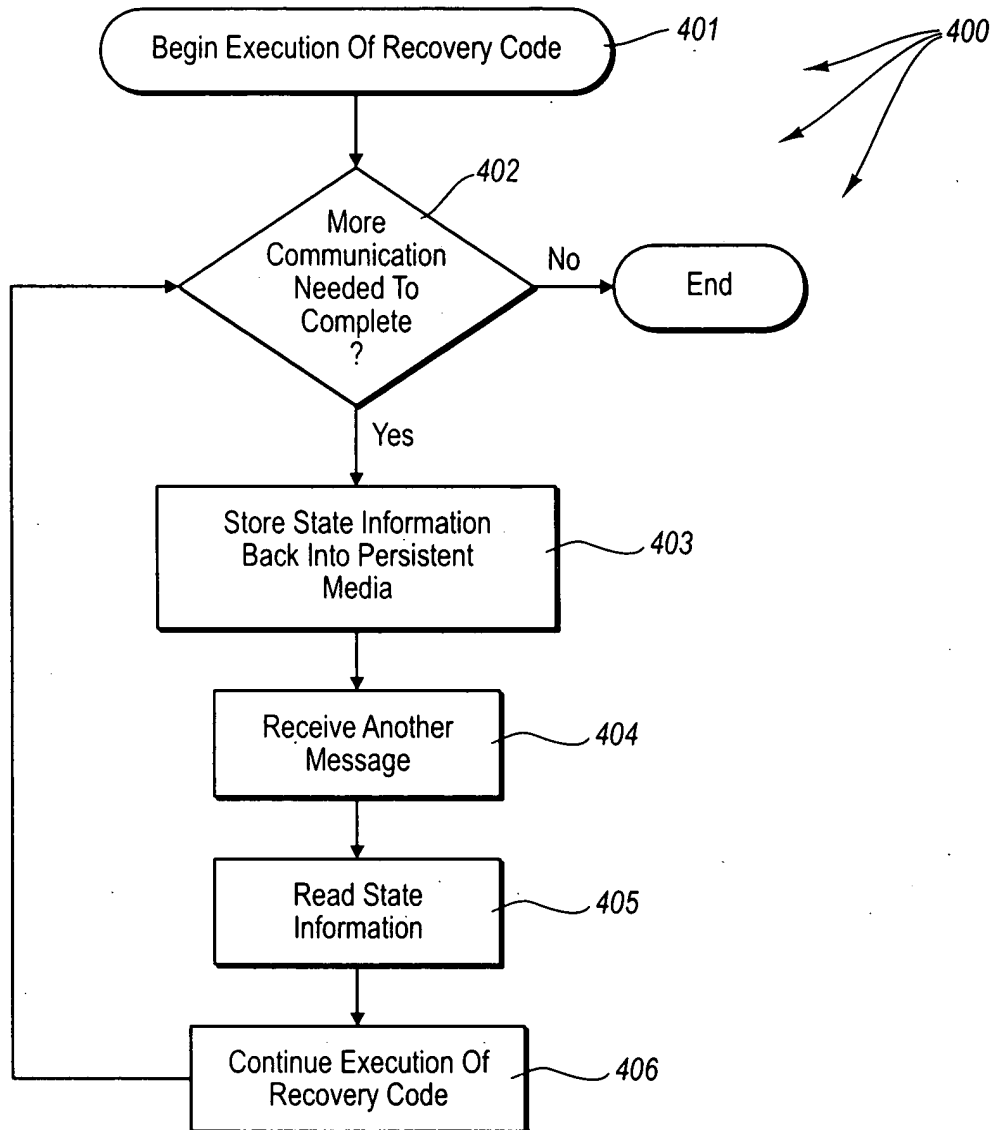 Begin Execution Of Recovery Code
401
400
402
More
Communication
Needed To
Complete
?
No
End
Yes
Store State Information
Back Into Persistent
Media
403
Receive Another
Message
404
Read State
Information
405
Continue Execution Of
Recovery Code
406